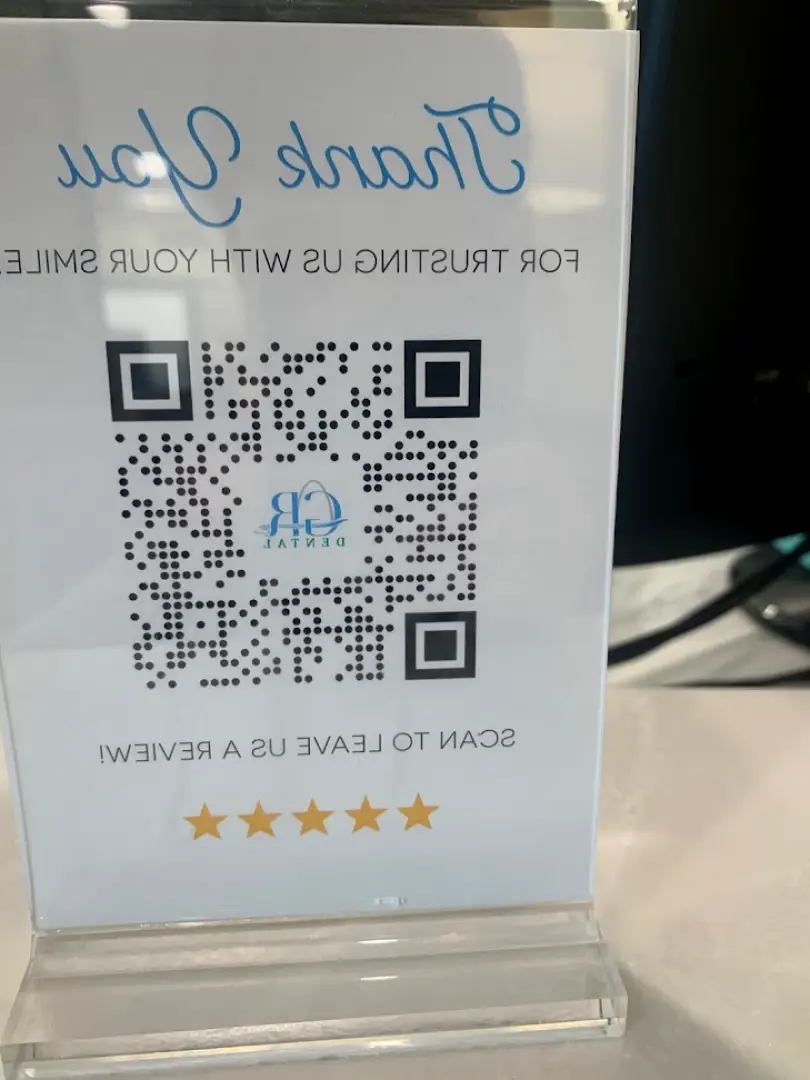 Thank You
FOR TRUSTING US WITH YOUR SMILE.
GR
DENTAL
SCAN TO LEAVE US A REVIEW!